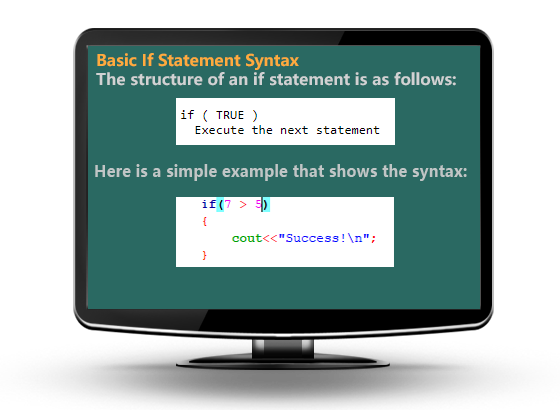 Basic If Statement Syntax
The structure of an if statement is as follows:
if ( TRUE )
Execute the next statement
Here is a simple example that shows the syntax:
if(7 > 5)
{
cout<<"Success!\n";
}